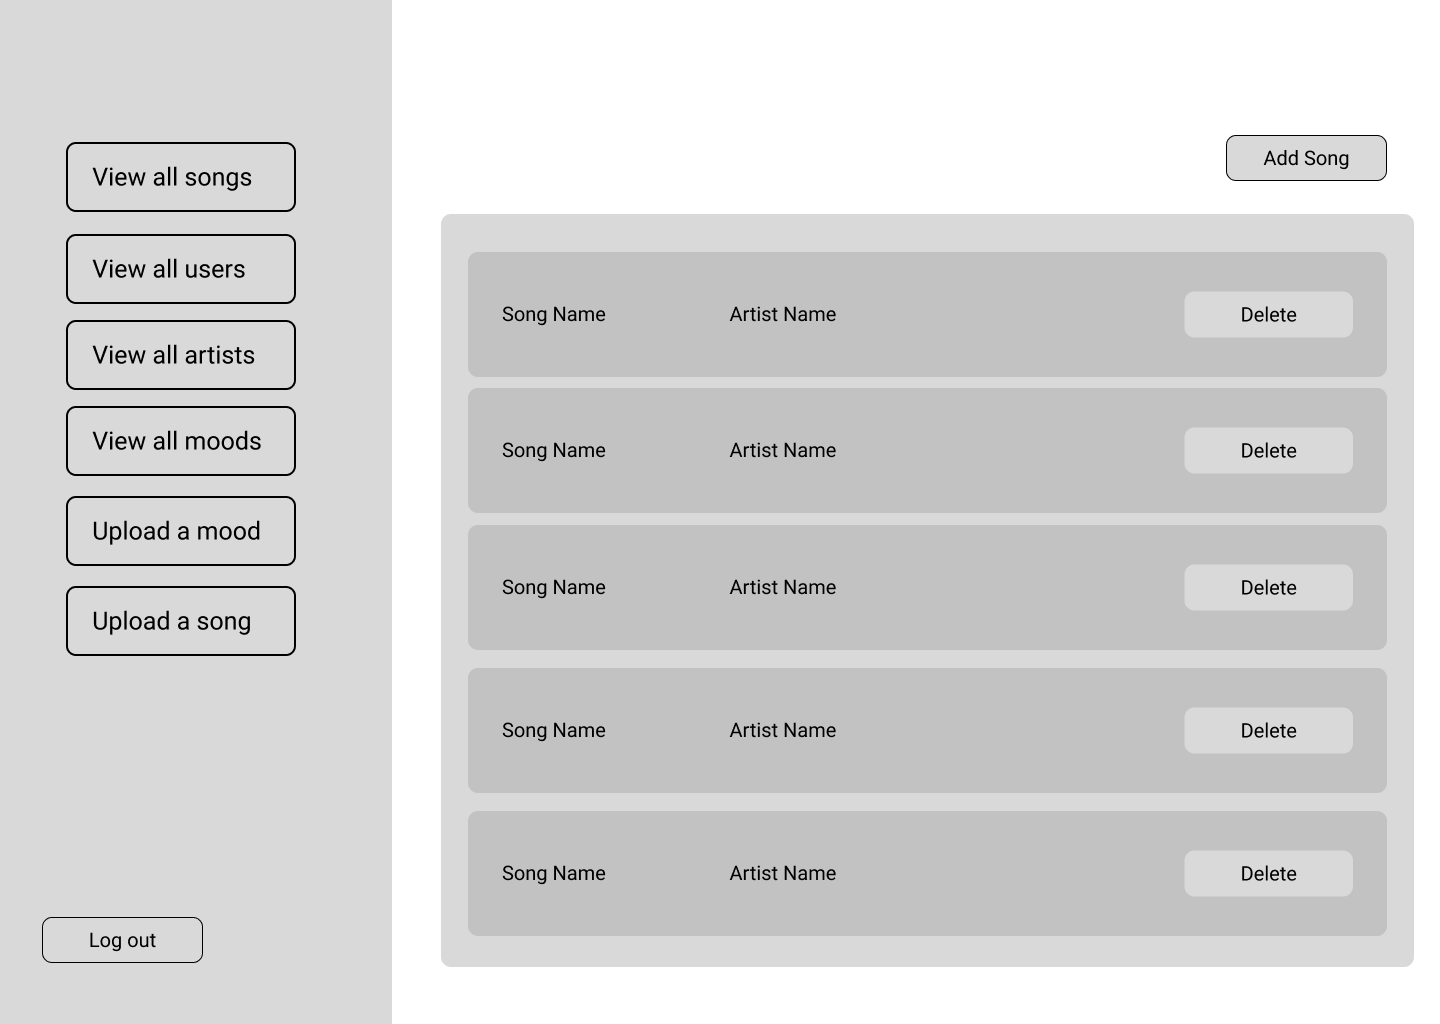 View all songs
View all users
View all artists
View all moods
Upload a mood
Upload a song
Log out
Add Song
Song Name Artist Name Delete
Song Name Artist Name Delete
Song Name Artist Name Delete
Song Name Artist Name Delete
Song Name Artist Name Delete